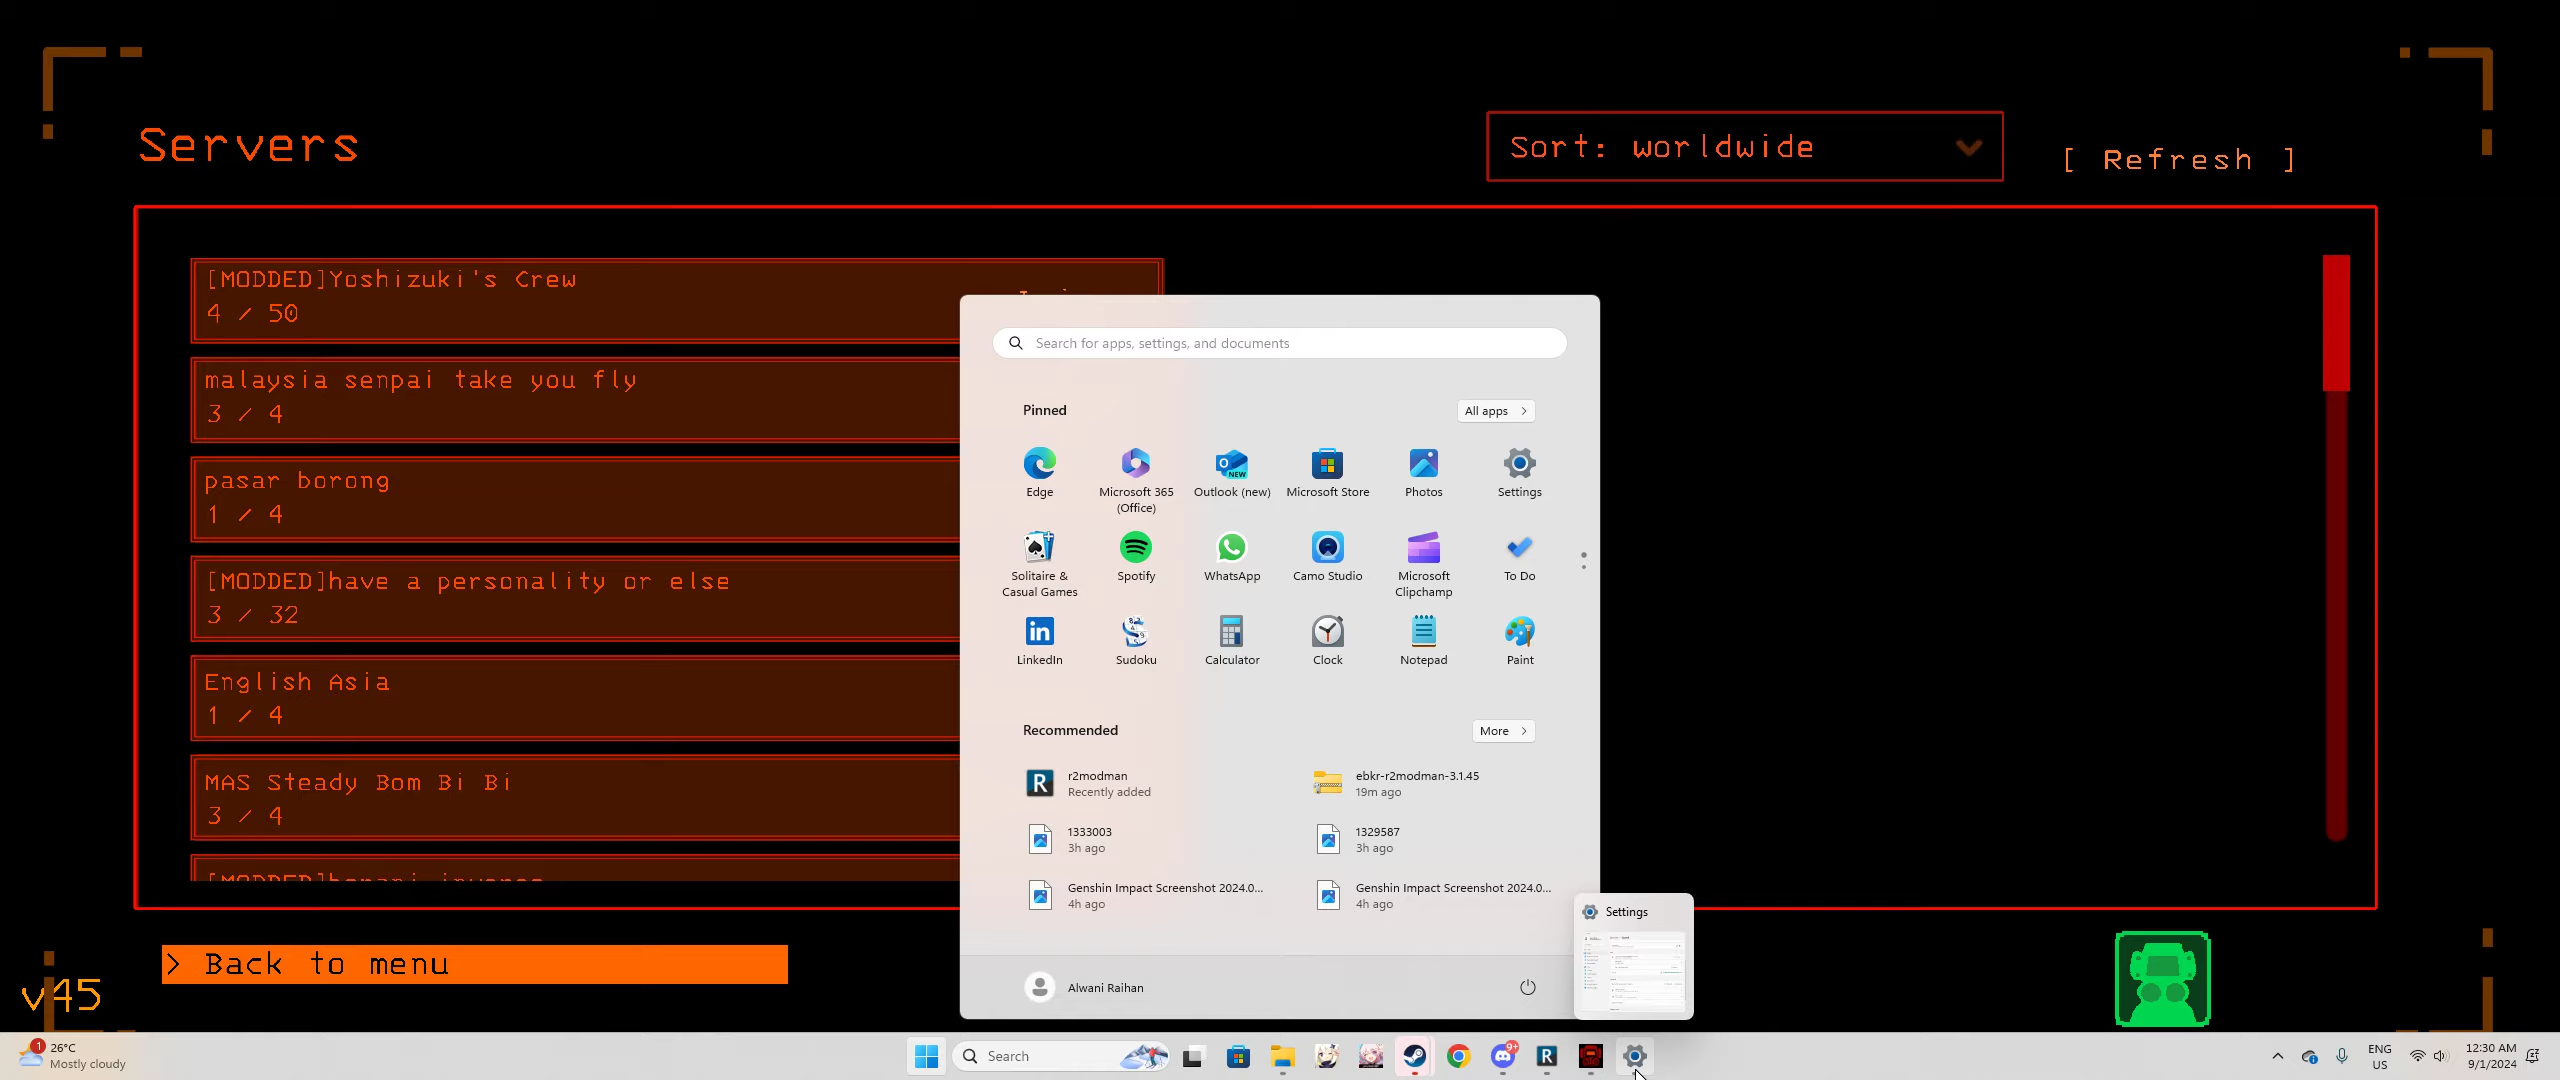 Servers
Sort: worldwide
[ Refresh ]
[MODDED]Yoshizuki's Crew
4 / 50
malaysia senpai take you fly
3 / 4
pasar borong
1 / 4
[MODDED]have a personality or else
3 / 32
English Asia
1 / 4
MAS Steady Bom Bi Bi
3 / 4
> Back to menu
v45
Search for apps, settings, and documents
Pinned
All apps
Edge
Microsoft 365
(Office)
Outlook (new)
Microsoft Store
Photos
Settings
Solitaire &
Casual Games
Spotify
WhatsApp
Camo Studio
Microsoft
Clipchamp
To Do
LinkedIn
Sudoku
Calculator
Clock
Notepad
Paint
Recommended
More
r2modman
Recently added
ebkr-r2modman-3.1.45
19m ago
1333003
3h ago
1329587
3h ago
Genshin Impact Screenshot 2024.0...
4h ago
Genshin Impact Screenshot 2024.0...
4h ago
Settings
Alwani Raihan
1
26°C
Mostly cloudy
Search
9+
ENG
US
12:30 AM
9/1/2024